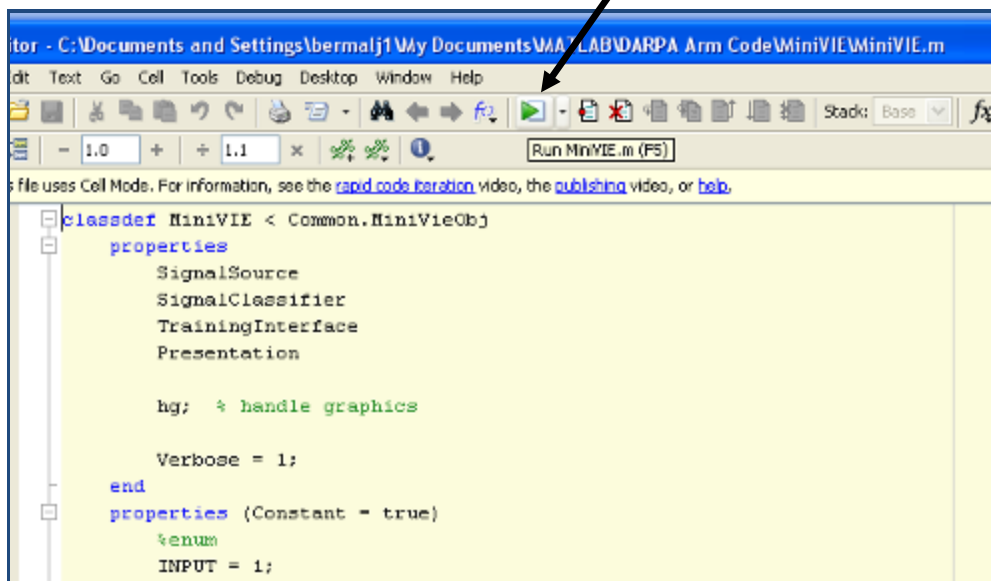 itor - C:\Documents and Settings\bermalj1\My Documents\MATLAB\DARPA Arm Code\MiniVIE\MiniVIE.m
dit Text Go Cell Tools Debug Desktop Window Help
Stack: Base fx
- 1.0 + ÷ 1.1 × Run MiniVIE.m (F5)
s file uses Cell Mode. For information, see the rapid code iteration video, the publishing video, or help.
classdef MiniVIE < Common.MiniVieObj
properties
SignalSource
SignalClassifier
TrainingInterface
Presentation
hg; % handle graphics
Verbose = 1;
end
properties (Constant = true)
%enum
INPUT = 1;